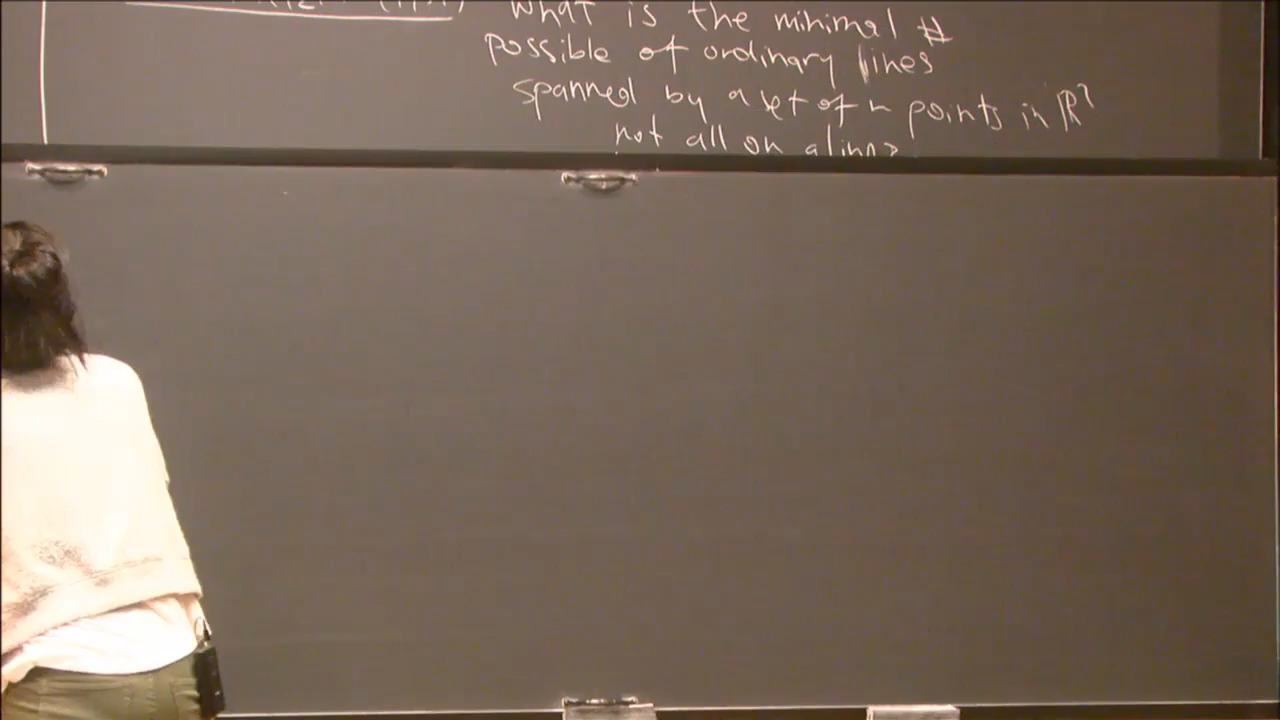 What is the minimal #
possible of ordinary lines
spanned by a set of n points in ℝ²
not all on a line